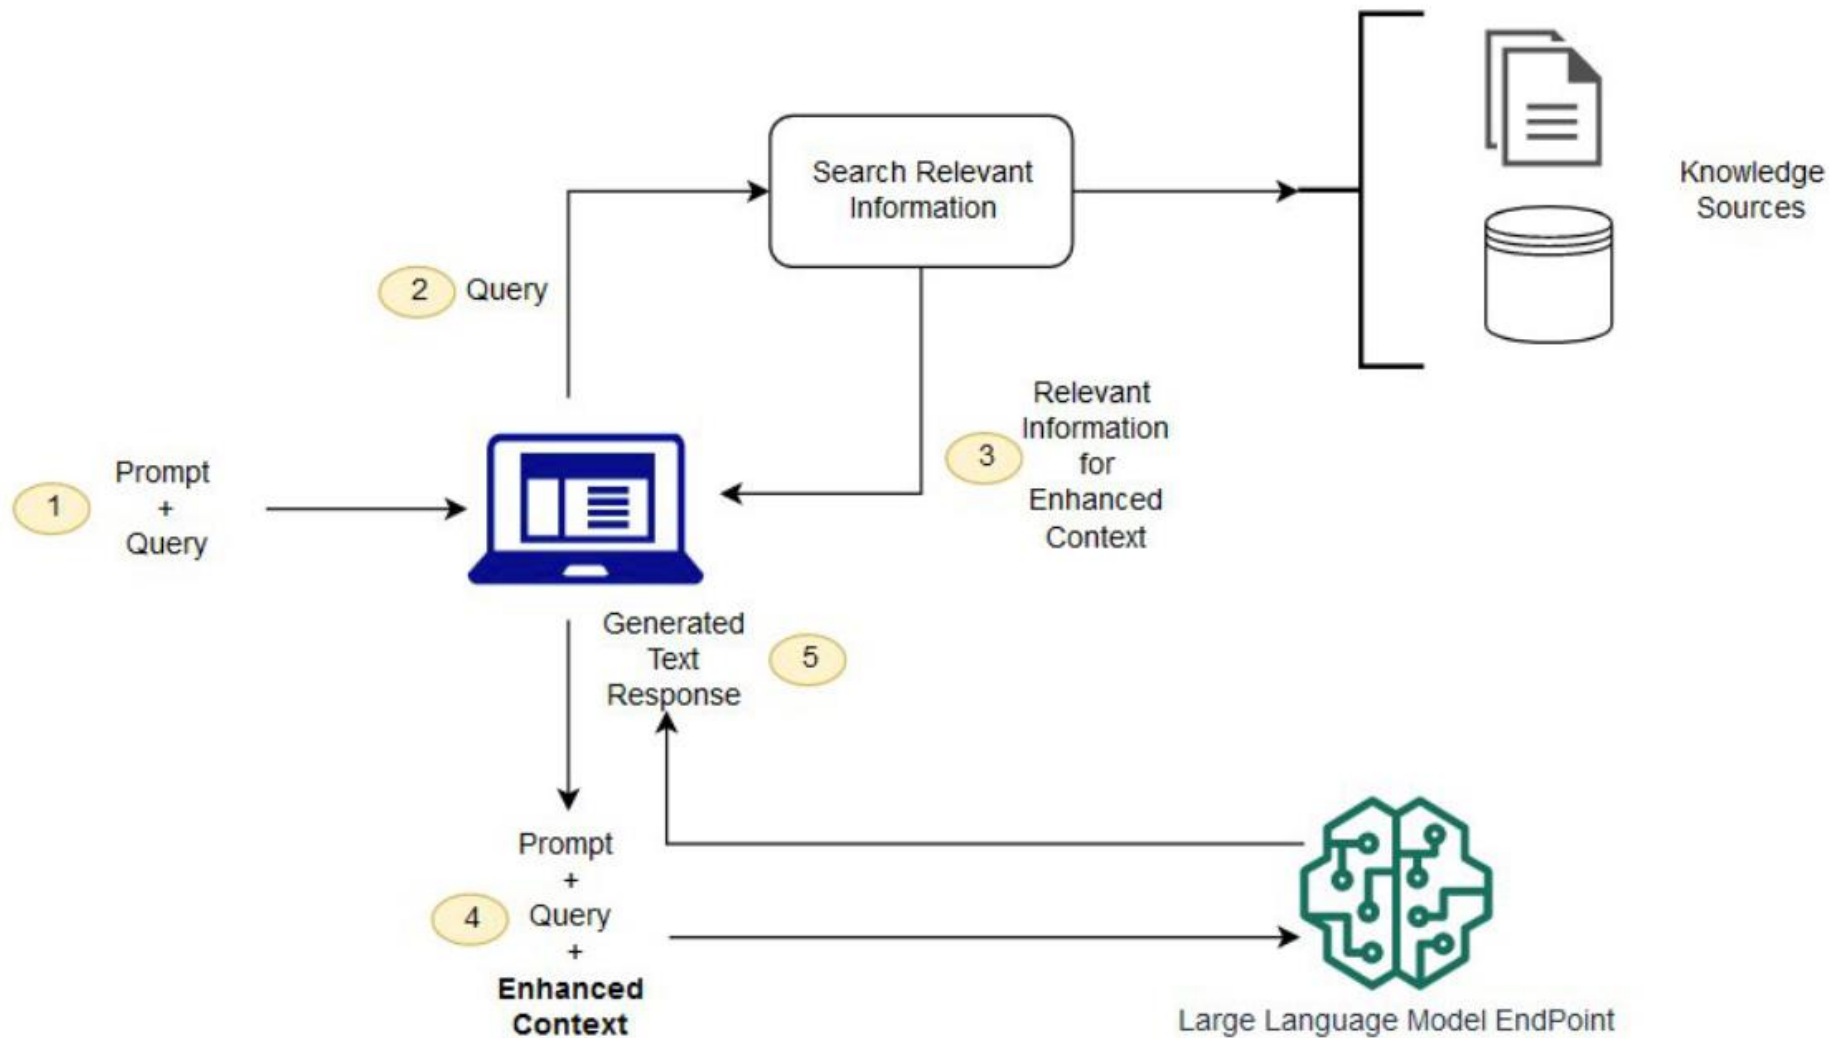 Search Relevant
Information
Knowledge
Sources
2
Query
Relevant
Information
for
Enhanced
Context
3
1
Prompt
+
Query
Generated
Text
Response
5
Prompt
+
Query
+
Enhanced
Context
4
Large Language Model EndPoint